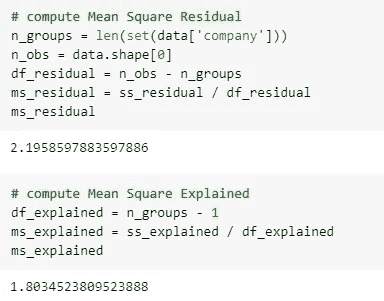 # compute Mean Square Residual
n_groups = len(set(data['company']))
n_obs = data.shape[0]
df_residual = n_obs - n_groups
ms_residual = ss_residual / df_residual
ms_residual
2.1958597883597886
# compute Mean Square Explained
df_explained = n_groups - 1
ms_explained = ss_explained / df_explained
ms_explained
1.8034523809523888